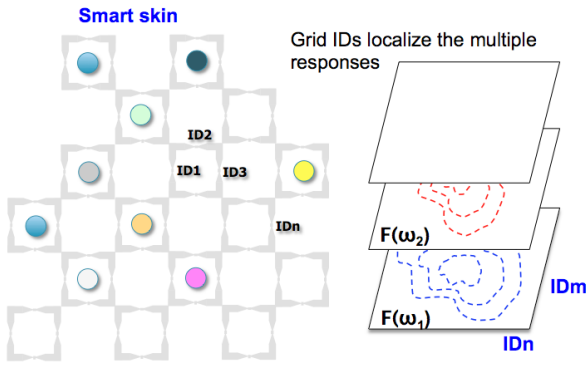 Smart skin
Grid IDs localize the multiple
responses
ID2
ID1
ID3
IDn
F(ω₂)
F(ω₁)
IDm
IDn